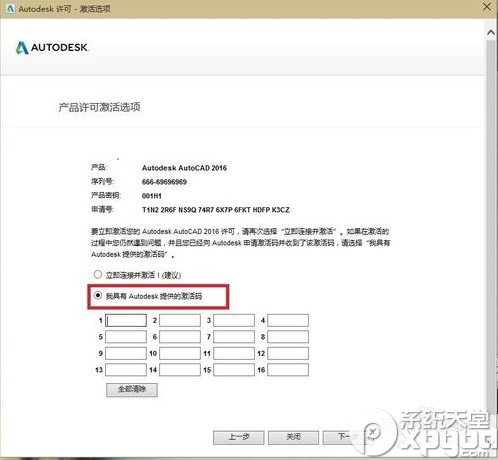 Autodesk 许可 - 激活选项
AUTODESK.
产品许可激活选项
产品: Autodesk AutoCAD 2016
序列号: 666-69696969
产品密钥: 001H1
申请号: T1N2 2R6F NS9Q 74R7 6X7P 6FKT HDFP K3CZ
要立即激活您的 Autodesk AutoCAD 2016 许可，请再次选择“立即连接并激活”。如果在激活的
过程中您仍然遇到问题，并且您已经向 Autodesk 申请激活码并收到了该激活码，请选择“我具有
Autodesk 提供的激活码”。
立即连接并激活！(建议)
我具有 Autodesk 提供的激活码
1 2 3 4
5 6 7 8
9 10 11 12
13 14 15 16
全部清除
上一步 关闭 下一
系统天堂
xpgod